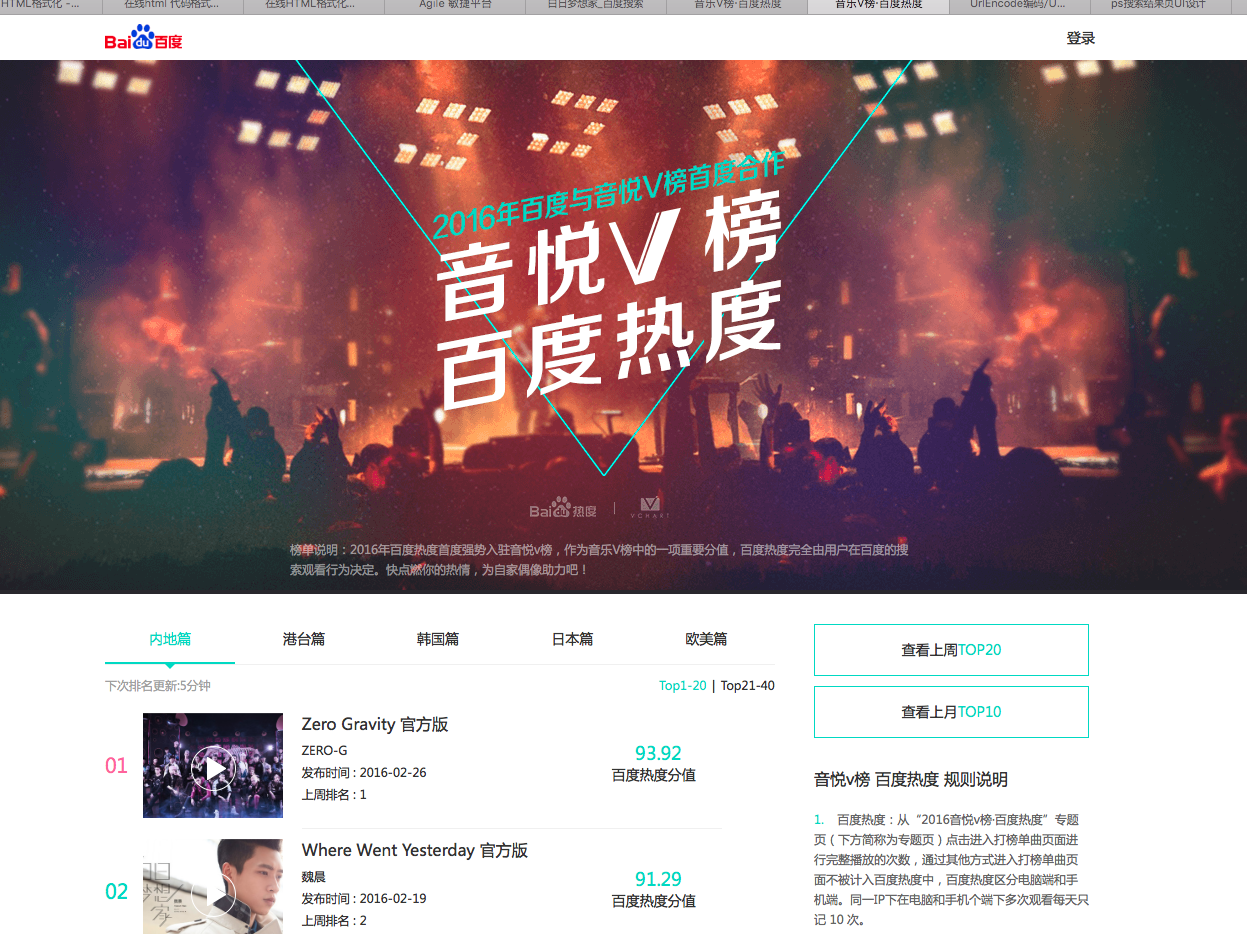 HTML格式化 -...
在线html 代码格式...
在线HTML格式化...
Agile 敏捷平台
白日梦想家_百度搜索
音乐V榜·百度热度
音乐V榜·百度热度
UrlEncode编码/U...
ps搜索结果页UI设计
Baidu百度
登录
2016年百度与音悦V榜首度合作
音悦V榜
百度热度
Baidu热度 | VCHART
榜单说明：2016年百度热度首度强势入驻音悦v榜，作为音乐V榜中的一项重要分值，百度热度完全由用户在百度的搜
索观看行为决定。快点燃你的热情，为自家偶像助力吧！
内地篇 港台篇 韩国篇 日本篇 欧美篇
下次排名更新:5分钟
Top1-20 | Top21-40
01
Zero Gravity 官方版
ZERO-G
发布时间 : 2016-02-26
上周排名 : 1
93.92
百度热度分值
02
白日
梦想
家
Where Went Yesterday 官方版
魏晨
发布时间 : 2016-02-19
上周排名 : 2
91.29
百度热度分值
查看上周TOP20
查看上月TOP10
音悦v榜 百度热度 规则说明
1. 百度热度：从“2016音悦v榜·百度热度”专题
页（下方简称为专题页）点击进入打榜单曲页面进
行完整播放的次数，通过其他方式进入打榜单曲页
面不被计入百度热度中，百度热度区分电脑端和手
机端。同一IP下在电脑和手机个端下多次观看每天只
记 10 次。